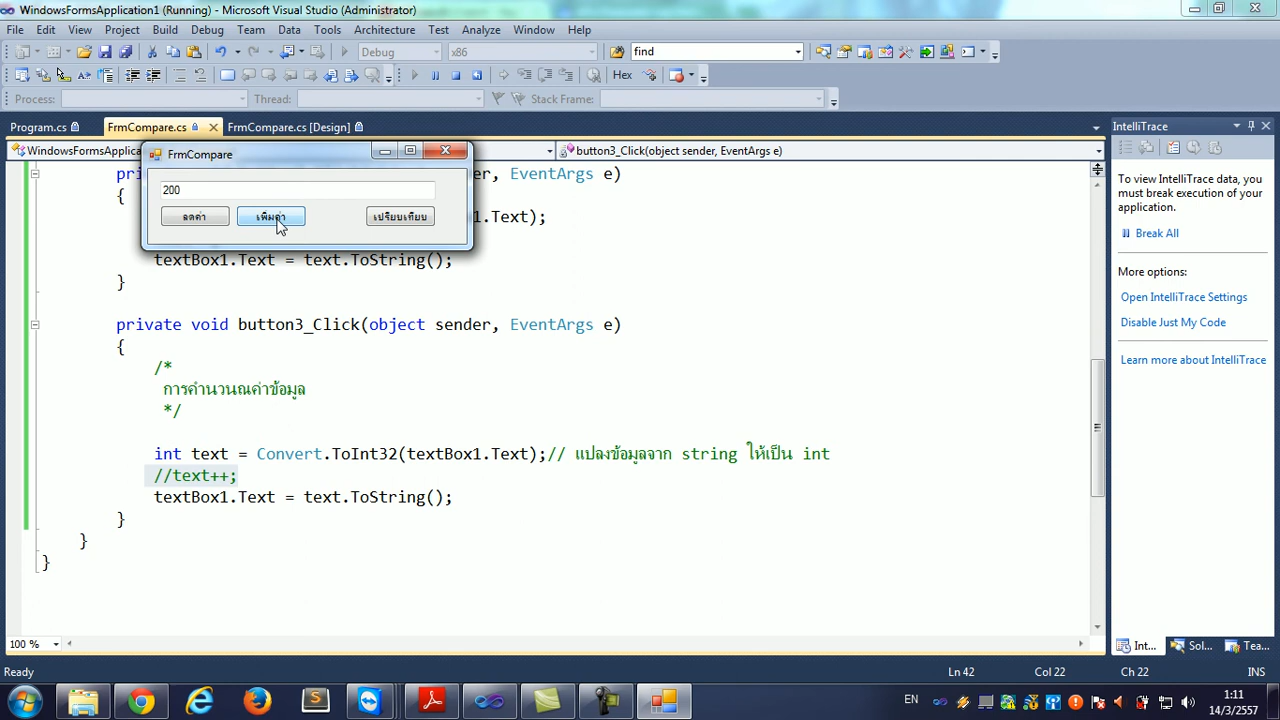 WindowsFormsApplication1 (Running) - Microsoft Visual Studio (Administrator)
File Edit View Project Build Debug Team Data Tools Architecture Test Analyze Window Help
Debug x86 find
Hex
Process: Thread: Stack Frame:
Program.cs FrmCompare.cs FrmCompare.cs [Design]
WindowsFormsApplica button3_Click(object sender, EventArgs e)
FrmCompare
200
ลดค่า เพิ่มค่า เปรียบเทียบ
EventArgs e)
{
1.Text);
textBox1.Text = text.ToString();
}
private void button3_Click(object sender, EventArgs e)
{
/*
การคำนวนณค่าข้อมูล
*/
int text = Convert.ToInt32(textBox1.Text);// แปลงข้อมูลจาก string ให้เป็น int
//text++;
textBox1.Text = text.ToString();
}
}
}
100 %
IntelliTrace
To view IntelliTrace data, you must break execution of your application.
Break All
More options:
Open IntelliTrace Settings
Disable Just My Code
Learn more about IntelliTrace
Int... Sol... Tea...
Ready Ln 42 Col 22 Ch 22 INS
EN 1:11
14/3/2557